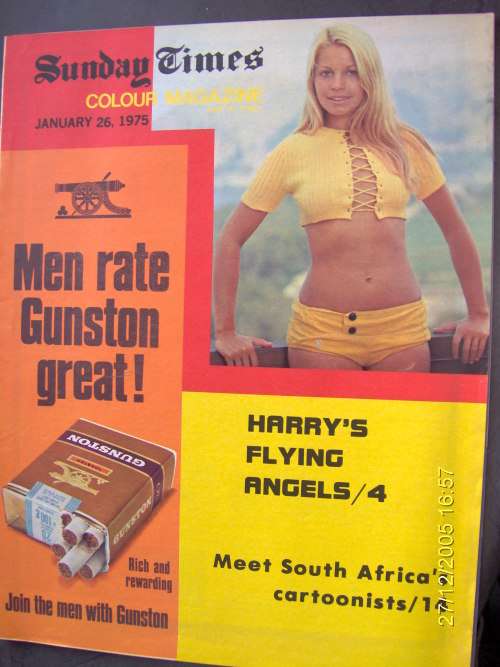 Sunday Times
COLOUR MAGAZINE
JANUARY 26, 1975
Men rate
Gunston
great!
GUNSTON
GUNSTON
Rich and
rewarding
Join the men with Gunston
HARRY'S
FLYING
ANGELS/4
Meet South Africa's
cartoonists/
27/12/2005 16:57